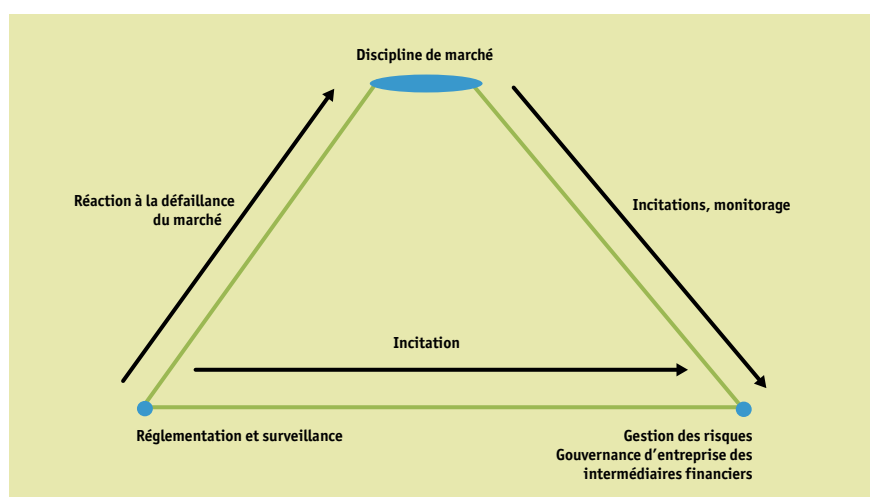 Discipline de marché
Réaction à la défaillance
du marché
Incitations, monitorage
Incitation
Réglementation et surveillance
Gestion des risques
Gouvernance d'entreprise des
intermédiaires financiers